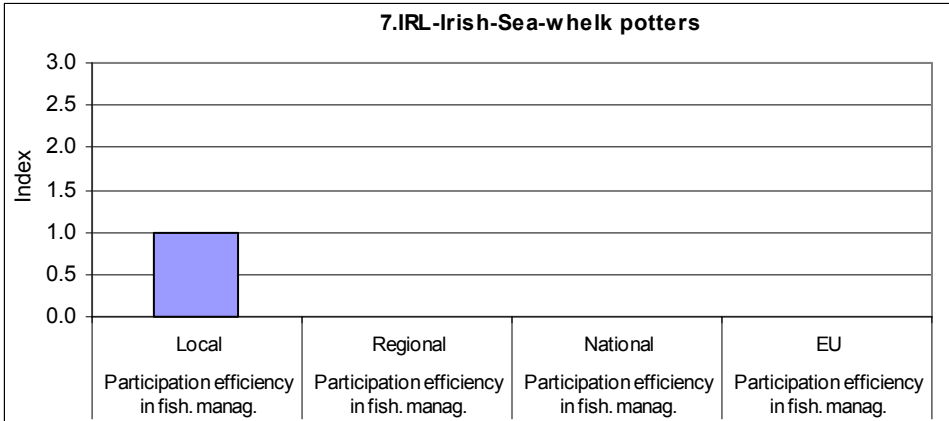 7.IRL-Irish-Sea-whelk potters
3.0
2.5
2.0
1.5
1.0
0.5
0.0
Index
Local Regional National EU
Participation efficiency Participation efficiency Participation efficiency Participation efficiency
in fish. manag. in fish. manag. in fish. manag. in fish. manag.